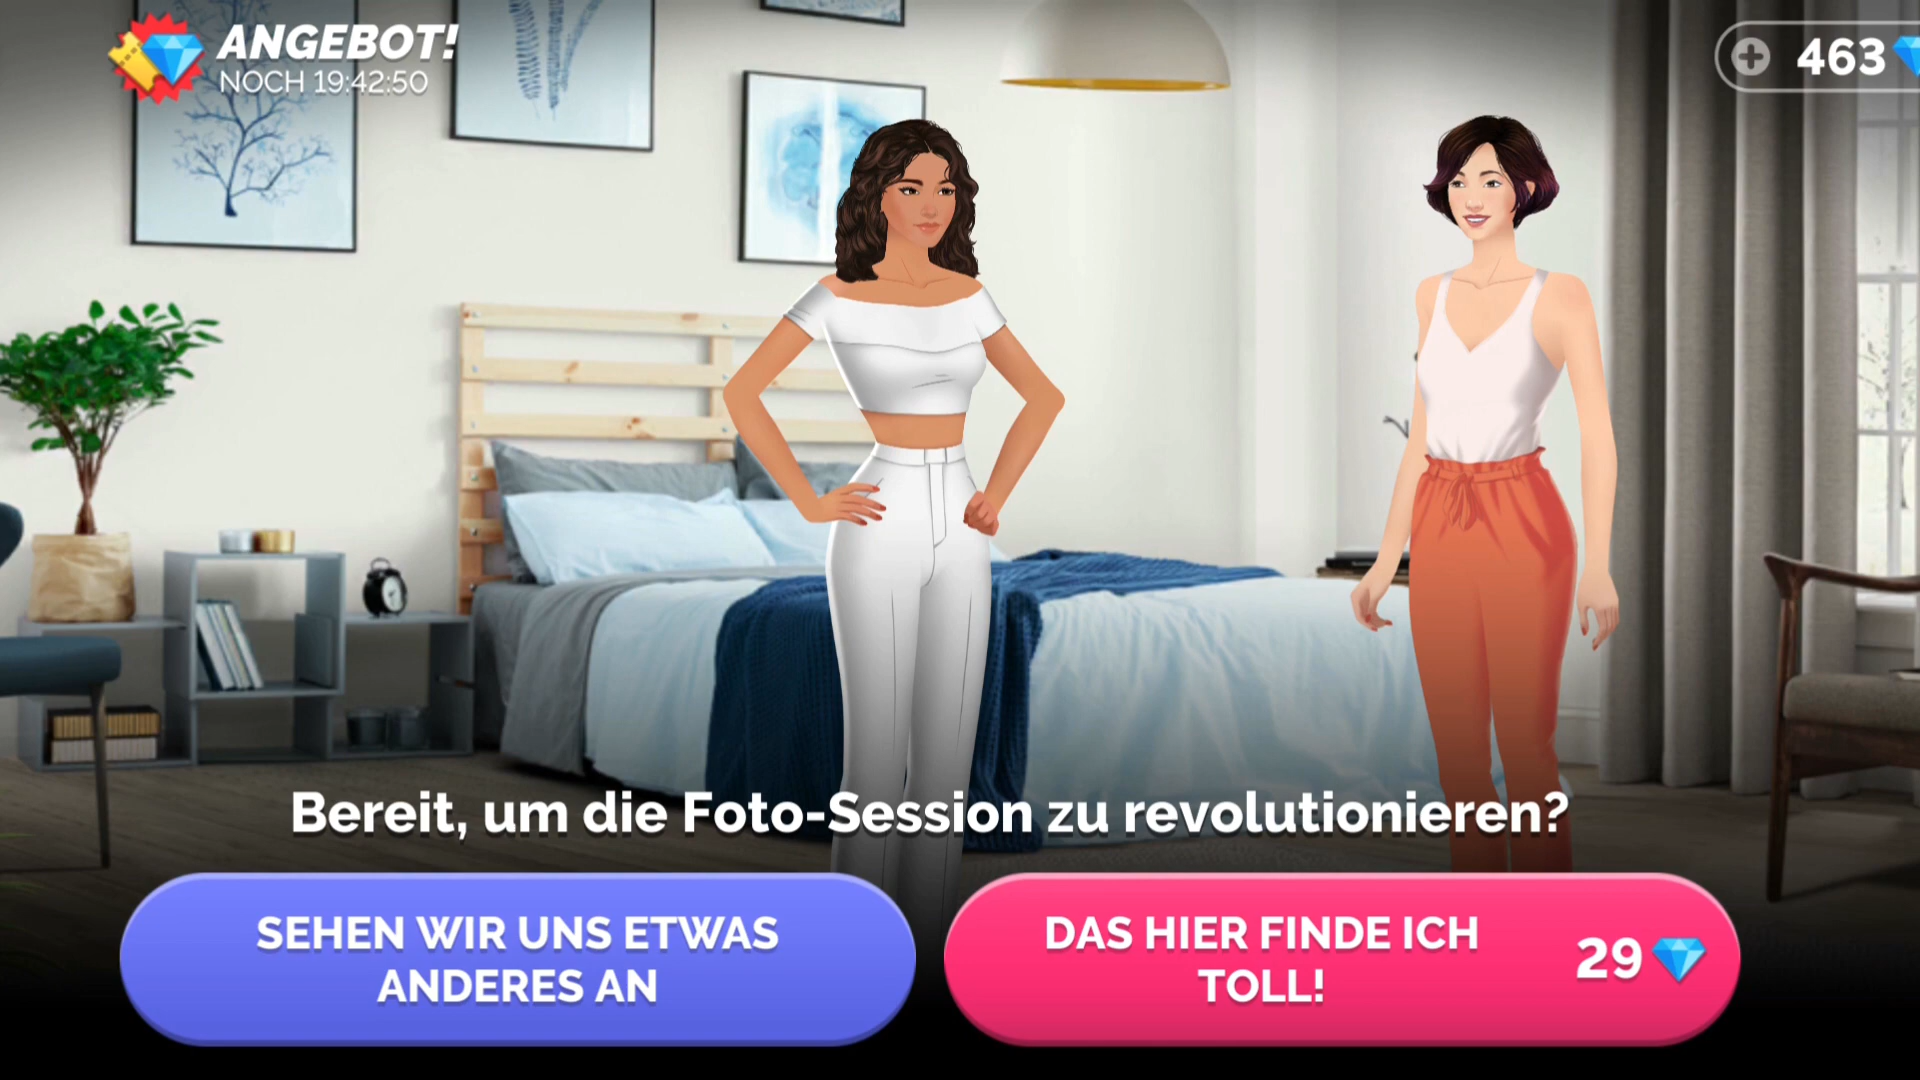 ANGEBOT!
NOCH 19:42:50
463
Bereit, um die Foto-Session zu revolutionieren?
SEHEN WIR UNS ETWAS
ANDERES AN
DAS HIER FINDE ICH
TOLL!
29